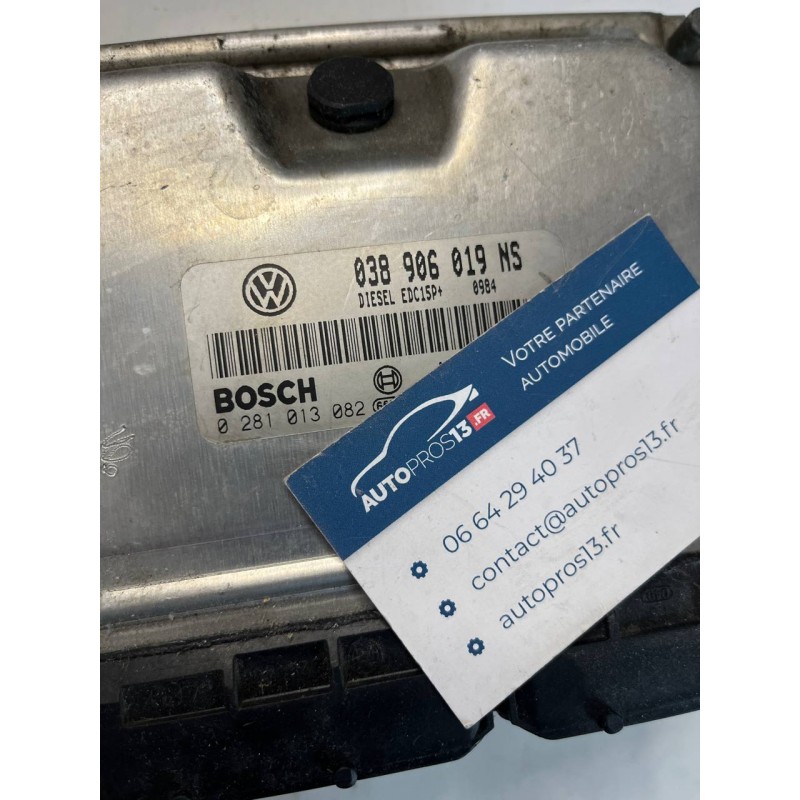 038 906 019 NS
DIESEL EDC15P+ 0984
BOSCH
0 281 013 082
VOTRE PARTENAIRE
AUTOMOBILE
AUTOPROS13.FR
06 64 29 40 37
contact@autopros13.fr
autopros13.fr